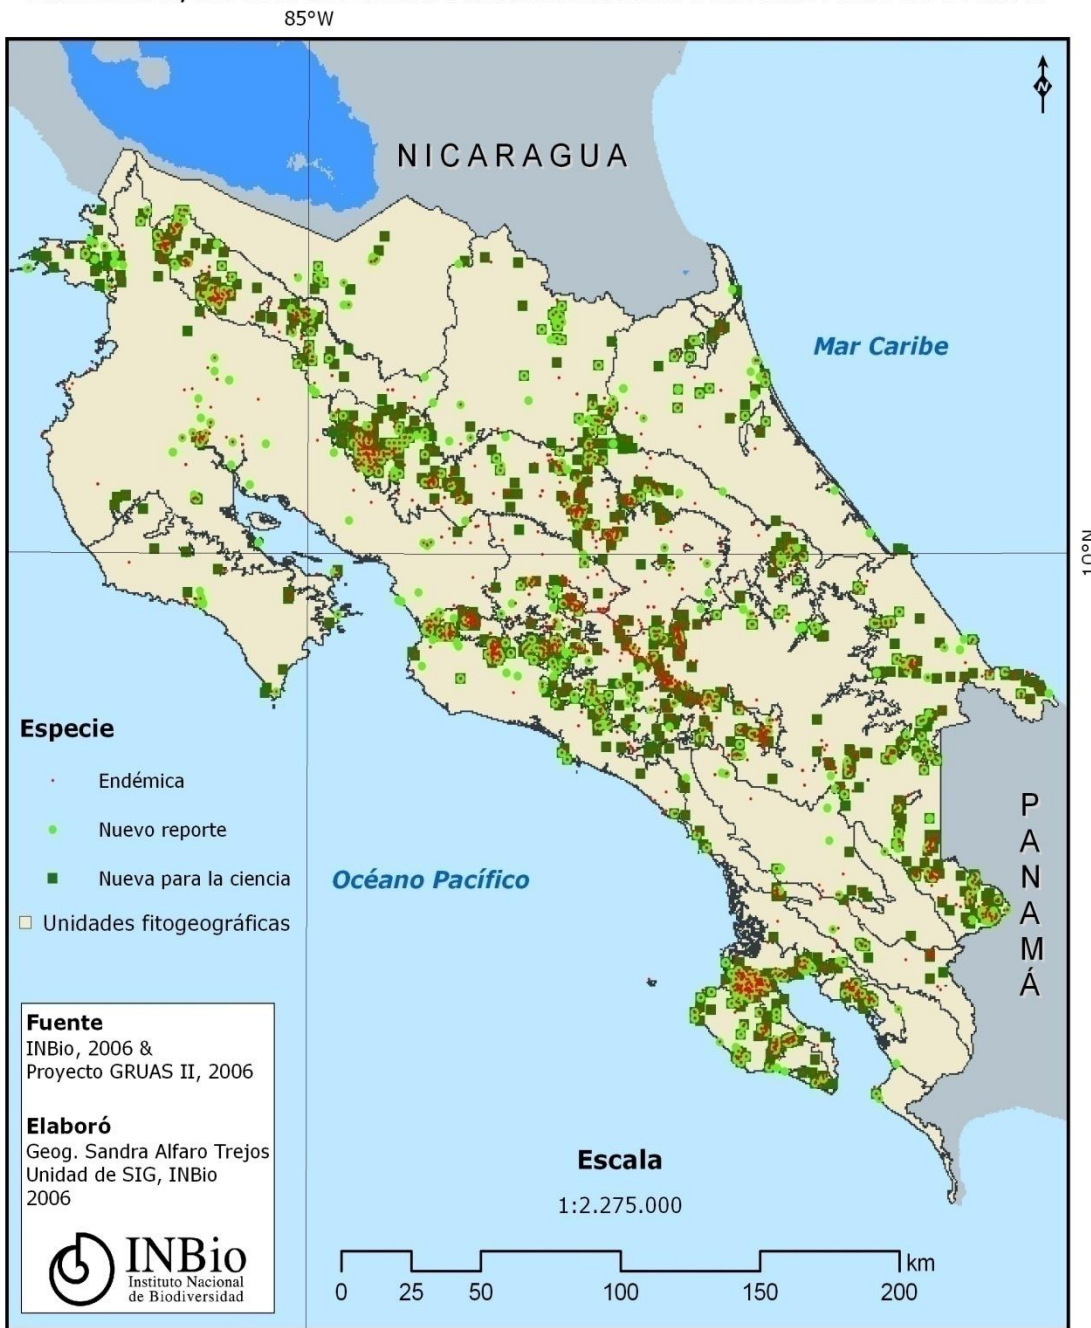 85°W
N
NICARAGUA
Mar Caribe
10°N
Especie
Endémica
Nuevo reporte
Nueva para la ciencia
Unidades fitogeográficas
Océano Pacífico
PANAMÁ
Fuente
INBio, 2006 &
Proyecto GRUAS II, 2006
Elaboró
Geog. Sandra Alfaro Trejos
Unidad de SIG, INBio
2006
INBio
Instituto Nacional
de Biodiversidad
Escala
1:2.275.000
km
0 25 50 100 150 200